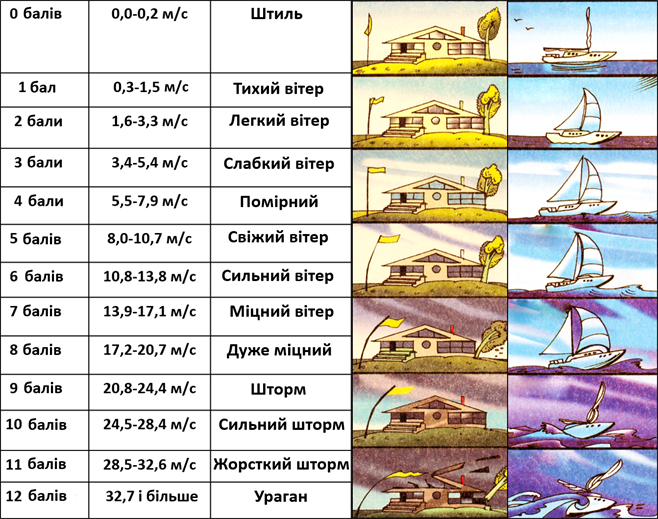 0 балів 0,0-0,2 м/с Штиль
1 бал 0,3-1,5 м/с Тихий вітер
2 бали 1,6-3,3 м/с Легкий вітер
3 бали 3,4-5,4 м/с Слабкий вітер
4 бали 5,5-7,9 м/с Помірний
5 балів 8,0-10,7 м/с Свіжий вітер
6 балів 10,8-13,8 м/с Сильний вітер
7 балів 13,9-17,1 м/с Міцний вітер
8 балів 17,2-20,7 м/с Дуже міцний
9 балів 20,8-24,4 м/с Шторм
10 балів 24,5-28,4 м/с Сильний шторм
11 балів 28,5-32,6 м/с Жорсткий шторм
12 балів 32,7 і більше Ураган